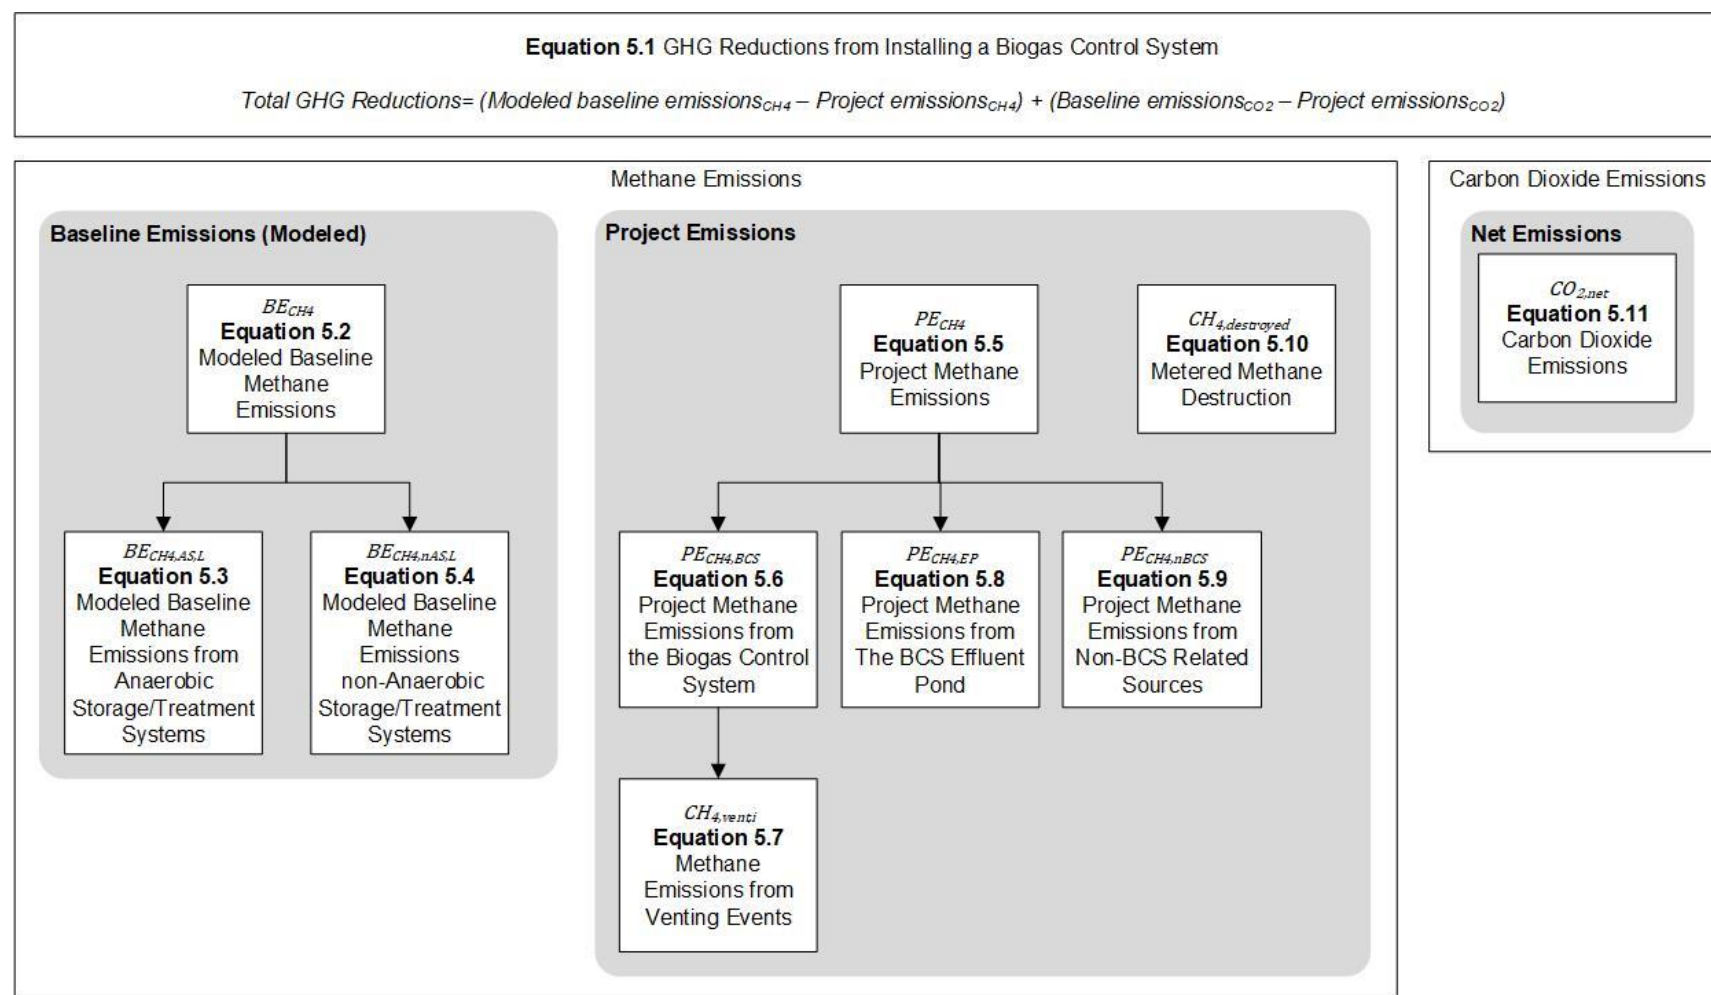 Equation 5.1 GHG Reductions from Installing a Biogas Control System
Total GHG Reductions= (Modeled baseline emissionsCH4 – Project emissionsCH4) + (Baseline emissionsCO2 – Project emissionsCO2)
Methane Emissions
Baseline Emissions (Modeled)
BECH4
Equation 5.2
Modeled Baseline
Methane
Emissions
BECH4,AS,L
Equation 5.3
Modeled Baseline
Methane
Emissions from
Anaerobic
Storage/Treatment
Systems
BECH4,nAS,L
Equation 5.4
Modeled Baseline
Methane
Emissions
non-Anaerobic
Storage/Treatment
Systems
Project Emissions
PECH4
Equation 5.5
Project Methane
Emissions
CH4,destroyed
Equation 5.10
Metered Methane
Destruction
PECH4,BCS
Equation 5.6
Project Methane
Emissions from
the Biogas Control
System
PECH4,EP
Equation 5.8
Project Methane
Emissions from
The BCS Effluent
Pond
PECH4,nBCS
Equation 5.9
Project Methane
Emissions from
Non-BCS Related
Sources
CH4,venti
Equation 5.7
Methane
Emissions from
Venting Events
Carbon Dioxide Emissions
Net Emissions
CO2,net
Equation 5.11
Carbon Dioxide
Emissions